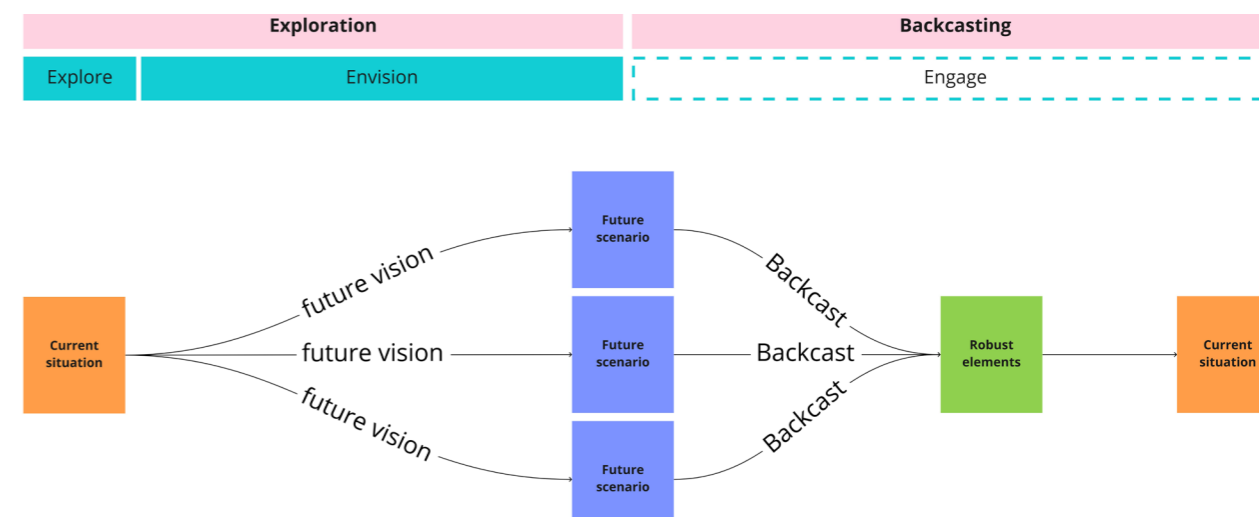 Exploration
Backcasting
Explore
Envision
Engage
Future
scenario
future vision
Backcast
Current
situation
future vision
Future
scenario
Backcast
Robust
elements
Current
situation
future vision
Backcast
Future
scenario